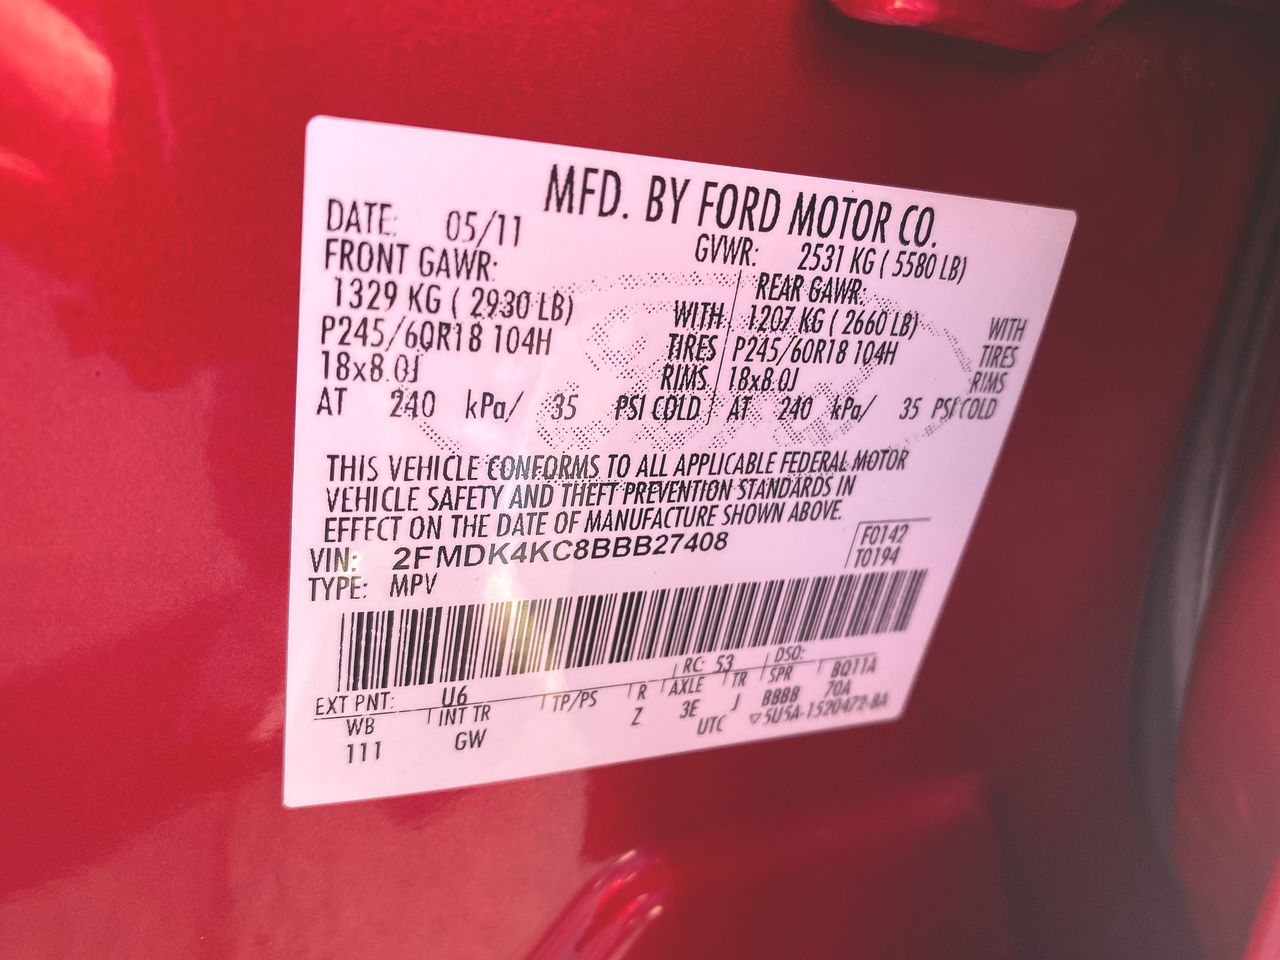 MFD. BY FORD MOTOR CO.
DATE: 05/11 GVWR: 2531 KG ( 5580 LB)
FRONT GAWR: REAR GAWR:
1329 KG ( 2930 LB) WITH 1207 KG ( 2660 LB) WITH
P245/60R18 104H TIRES P245/60R18 104H TIRES
18x8.0J RIMS 18x8.0J RIMS
AT 240 kPa/ 35 PSI COLD AT 240 kPa/ 35 PSI COLD
THIS VEHICLE CONFORMS TO ALL APPLICABLE FEDERAL MOTOR
VEHICLE SAFETY AND THEFT PREVENTION STANDARDS IN
EFFECT ON THE DATE OF MANUFACTURE SHOWN ABOVE.
VIN: 2FMDK4KC8BBB27408 F0142
TYPE: MPV T0194
EXT PNT: U6 RC: 53 DSO:
WB INT TR TP/PS R AXLE TR SPR BQ11A
111 GW Z 3E J BBBB 70A
UTC ▽5U5A-1520472-BA